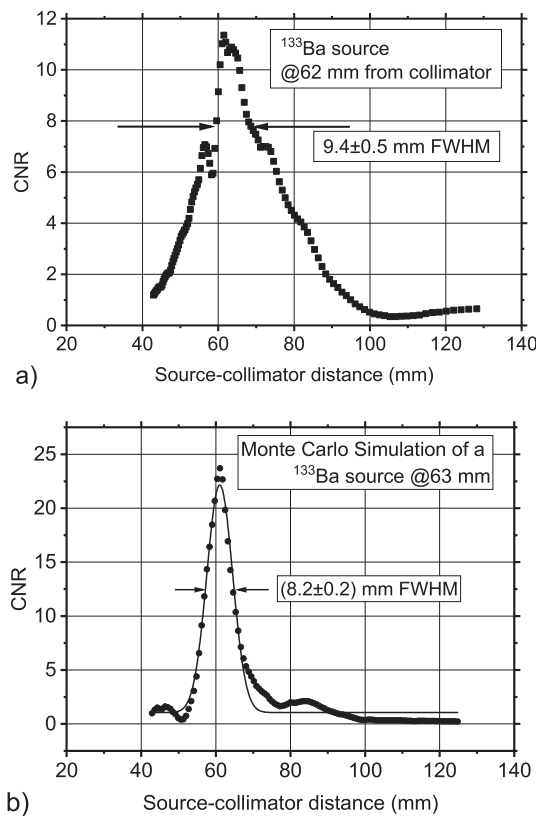 12
10
8
6
4
2
0
CNR
¹³³Ba source
@62 mm from collimator
9.4±0.5 mm FWHM
20 40 60 80 100 120 140
Source-collimator distance (mm)
a)
25
20
15
10
5
0
CNR
Monte Carlo Simulation of a
¹³³Ba source @63 mm
(8.2±0.2) mm FWHM
20 40 60 80 100 120 140
Source-collimator distance (mm)
b)